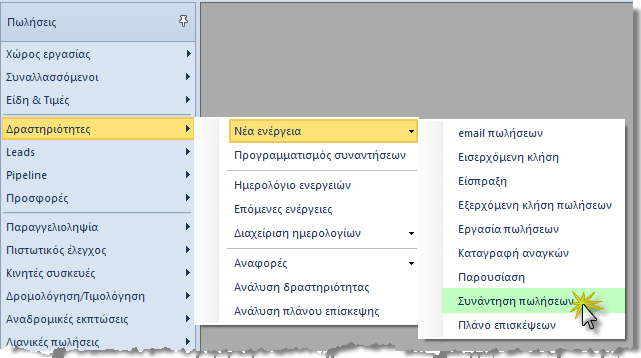 Πωλήσεις
Χώρος εργασίας
Συναλλασσόμενοι
Είδη & Τιμές
Δραστηριότητες
Leads
Pipeline
Προσφορές
Παραγγελιοληψία
Πιστωτικός έλεγχος
Κινητές συσκευές
Δρομολόγηση/Τιμολόγηση
Αναδρομικές εκπτώσεις
Λιανικές πωλήσεις
Νέα ενέργεια
Προγραμματισμός συναντήσεων
Ημερολόγιο ενεργειών
Επόμενες ενέργειες
Διαχείριση ημερολογίων
Αναφορές
Ανάλυση δραστηριότητας
Ανάλυση πλάνου επίσκεψης
email πωλήσεων
Εισερχόμενη κλήση
Είσπραξη
Εξερχόμενη κλήση πωλήσεων
Εργασία πωλήσεων
Καταγραφή αναγκών
Παρουσίαση
Συνάντηση πωλήσεων
Πλάνο επισκέψεων